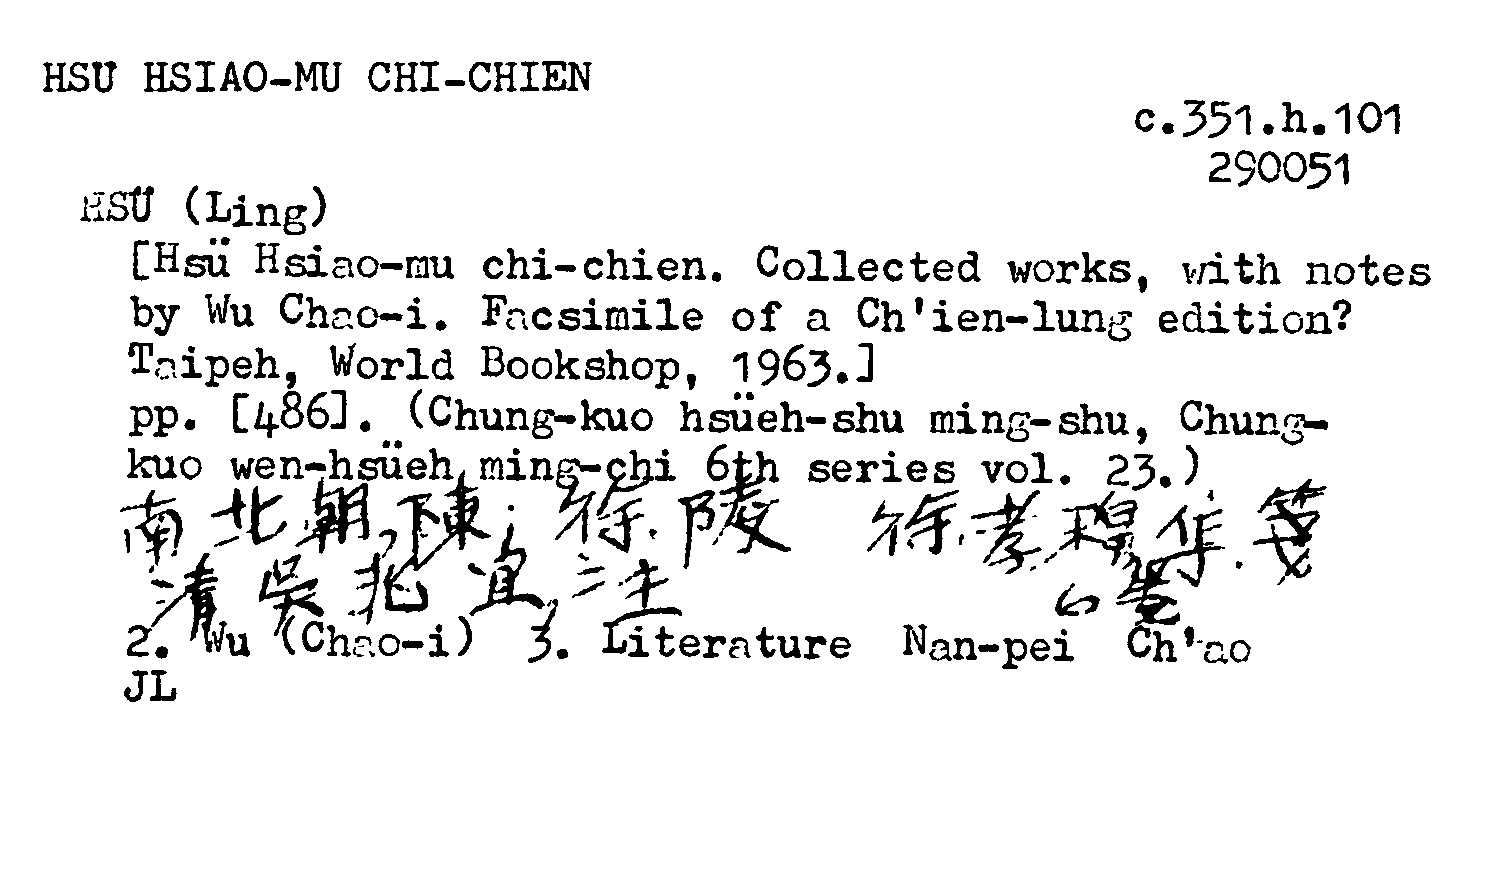 HSÜ HSIAO-MU CHI-CHIEN
c.351.h.101
290051
HSÜ (Ling)
[Hsü Hsiao-mu chi-chien. Collected works, with notes
by Wu Chao-i. Facsimile of a Ch'ien-lung edition?
Taipeh, World Bookshop, 1963.]
pp. [486]. (Chung-kuo hsüeh-shu ming-shu, Chung-
kuo wen-hsüeh ming-chi 6th series vol. 23.)
南北朝,陳;徐陵 徐孝穆集箋
清吳兆宜注
2. Wu (Chao-i) 3. Literature Nan-pei Ch'ao
JL